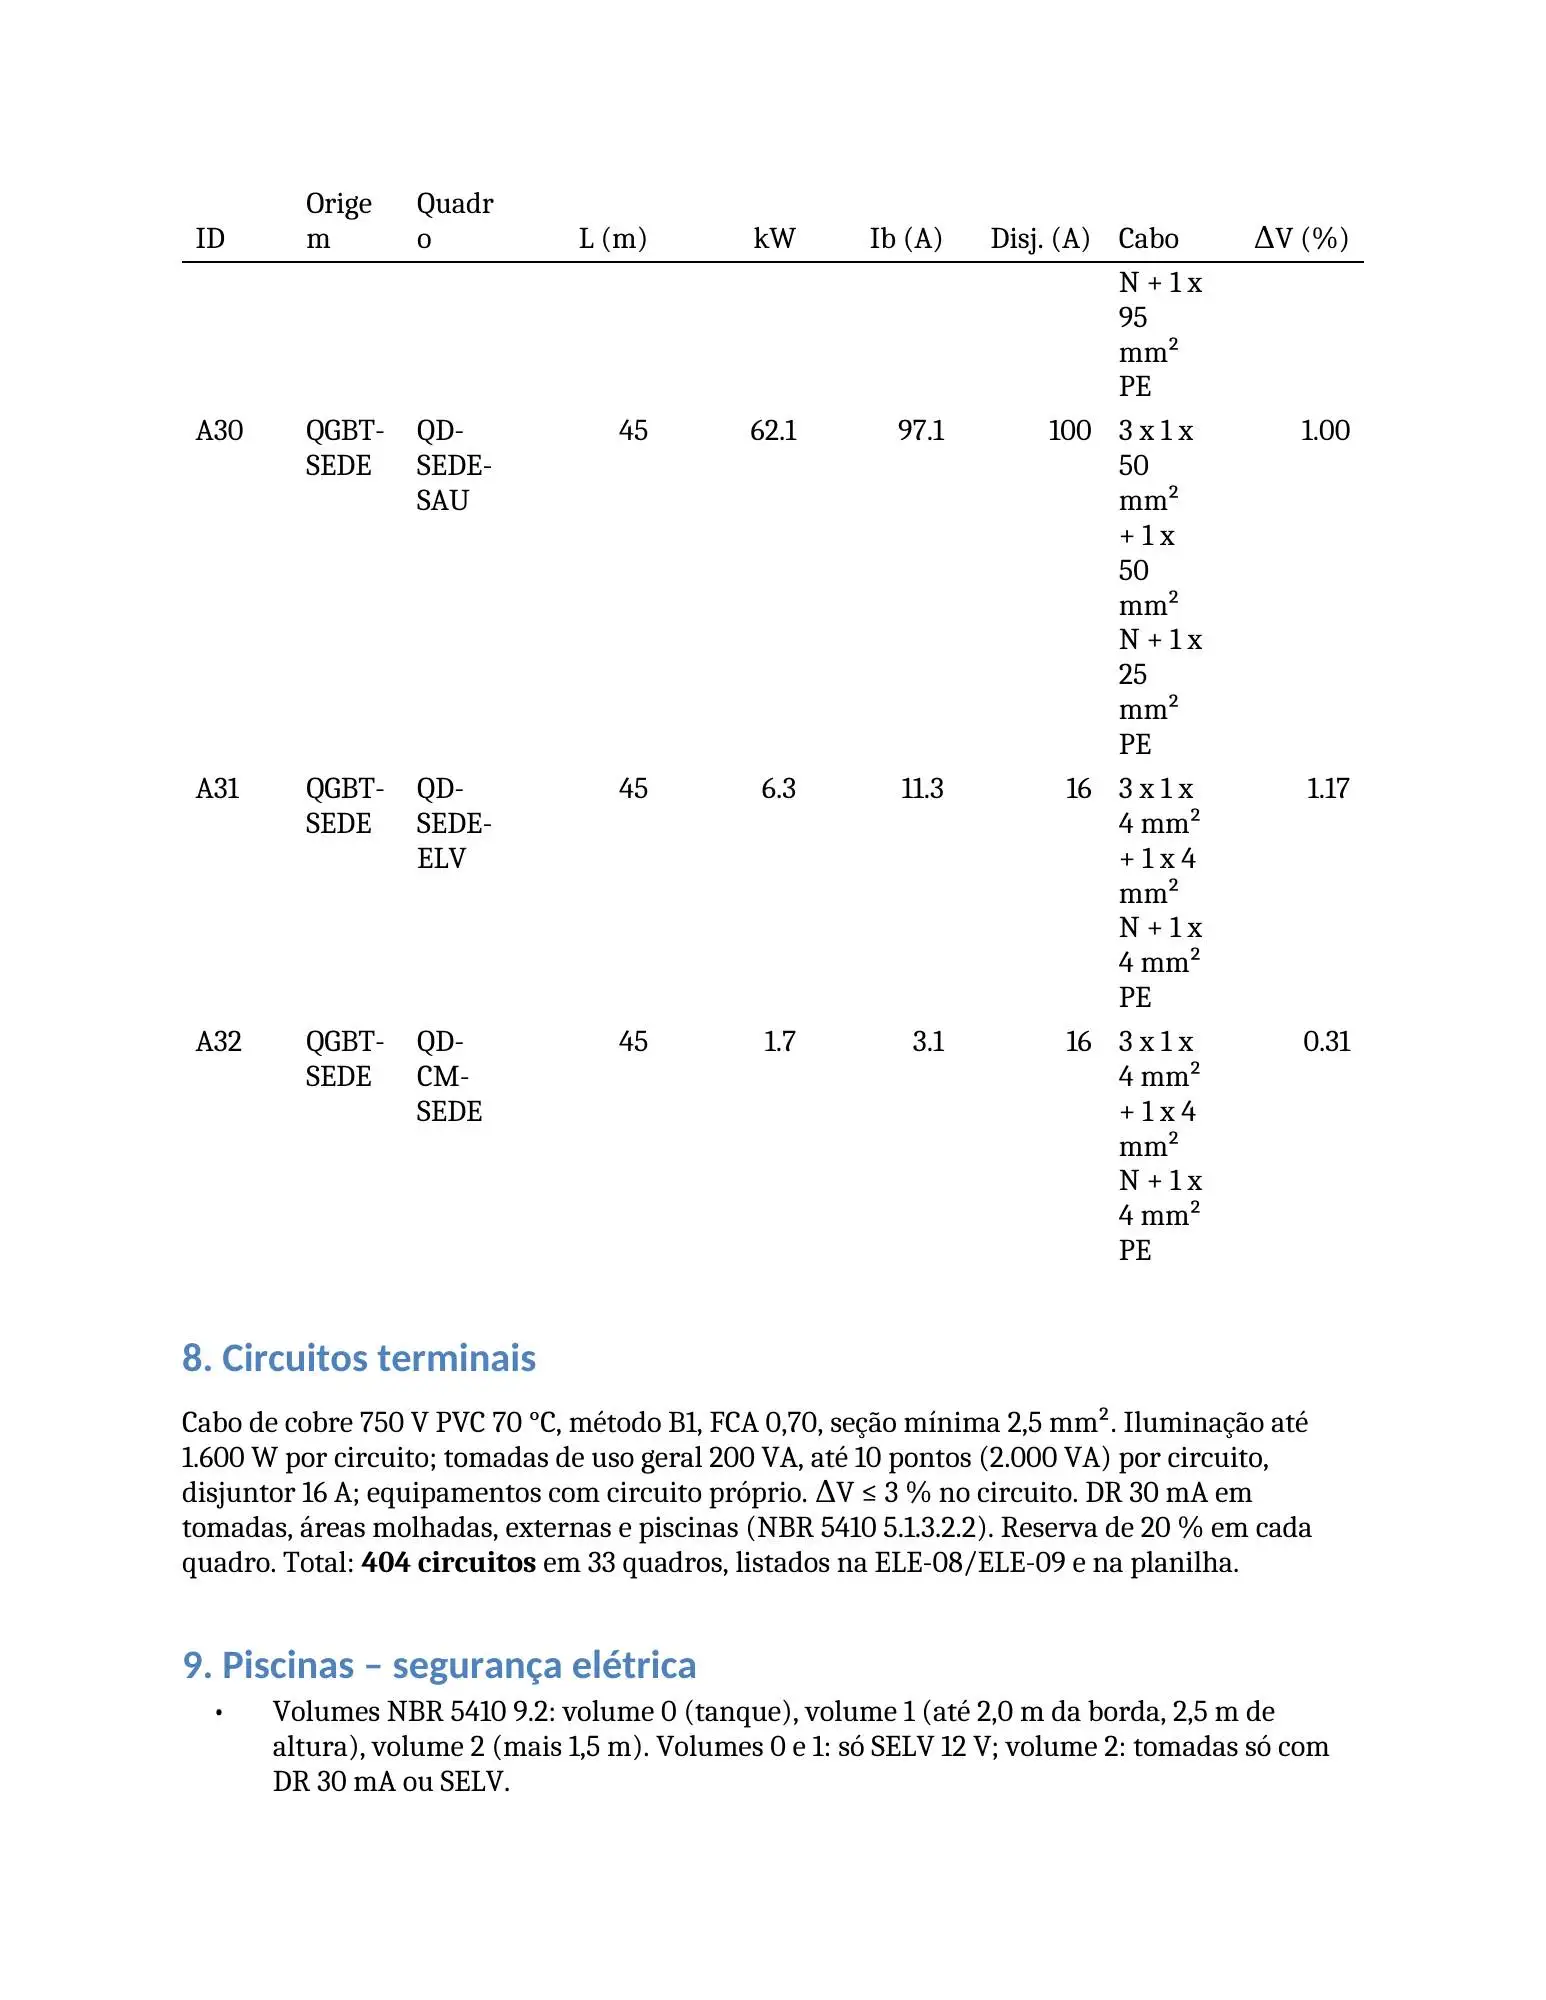 ID Orige
m Quadr
o L (m) kW Ib (A) Disj. (A) Cabo ΔV (%)
N + 1 x
95
mm²
PE
A30 QGBT- QD- 45 62.1 97.1 100 3 x 1 x 1.00
SEDE SEDE- 50
SAU mm²
+ 1 x
50
mm²
N + 1 x
25
mm²
PE
A31 QGBT- QD- 45 6.3 11.3 16 3 x 1 x 1.17
SEDE SEDE- 4 mm²
ELV + 1 x 4
mm²
N + 1 x
4 mm²
PE
A32 QGBT- QD- 45 1.7 3.1 16 3 x 1 x 0.31
SEDE CM- 4 mm²
SEDE + 1 x 4
mm²
N + 1 x
4 mm²
PE
8. Circuitos terminais
Cabo de cobre 750 V PVC 70 °C, método B1, FCA 0,70, seção mínima 2,5 mm². Iluminação até
1.600 W por circuito; tomadas de uso geral 200 VA, até 10 pontos (2.000 VA) por circuito,
disjuntor 16 A; equipamentos com circuito próprio. ΔV ≤ 3 % no circuito. DR 30 mA em
tomadas, áreas molhadas, externas e piscinas (NBR 5410 5.1.3.2.2). Reserva de 20 % em cada
quadro. Total: 404 circuitos em 33 quadros, listados na ELE-08/ELE-09 e na planilha.
9. Piscinas – segurança elétrica
• Volumes NBR 5410 9.2: volume 0 (tanque), volume 1 (até 2,0 m da borda, 2,5 m de
altura), volume 2 (mais 1,5 m). Volumes 0 e 1: só SELV 12 V; volume 2: tomadas só com
DR 30 mA ou SELV.